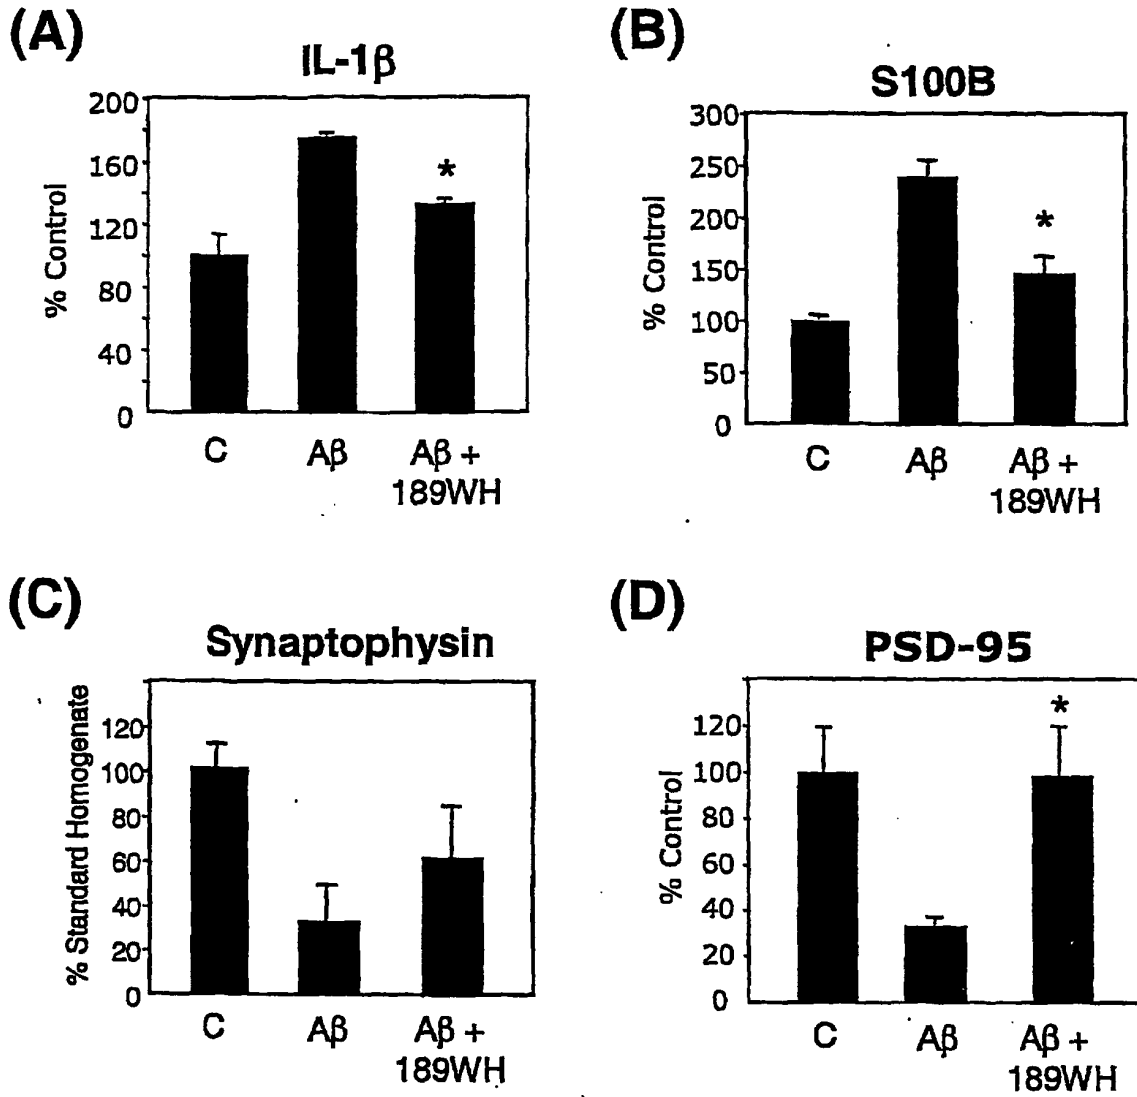 (A)
IL-1β
% Control
200
160
120
80
40
0
*
C
Aβ
Aβ +
189WH
(B)
S100B
% Control
300
250
200
150
100
50
0
*
C
Aβ
Aβ +
189WH
(C)
Synaptophysin
% Standard Homogenate
120
100
80
60
40
20
0
C
Aβ
Aβ +
189WH
(D)
PSD-95
% Control
120
100
80
60
40
20
0
*
C
Aβ
Aβ +
189WH